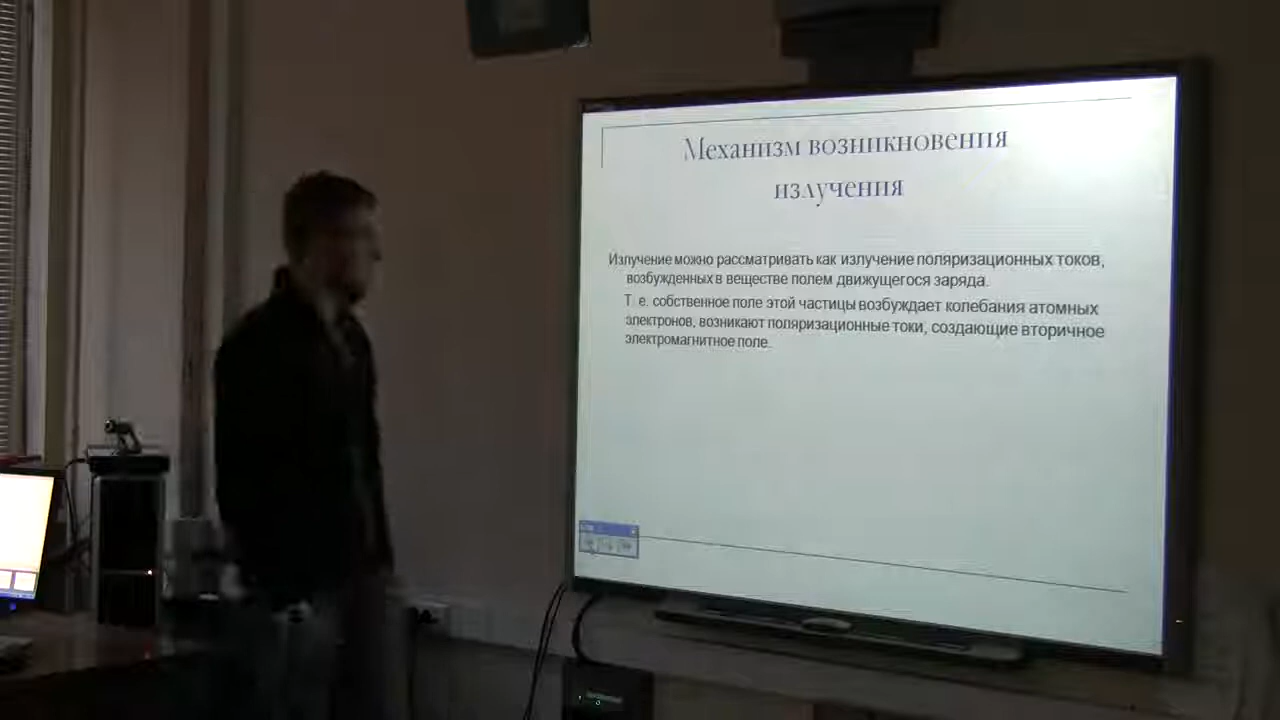 Механизм возникновения
излучения
Излучение можно рассматривать как излучение поляризационных токов,
возбужденных в веществе полем движущегося заряда.
Т. е. собственное поле этой частицы возбуждает колебания атомных
электронов, возникают поляризационные токи, создающие вторичное
электромагнитное поле.